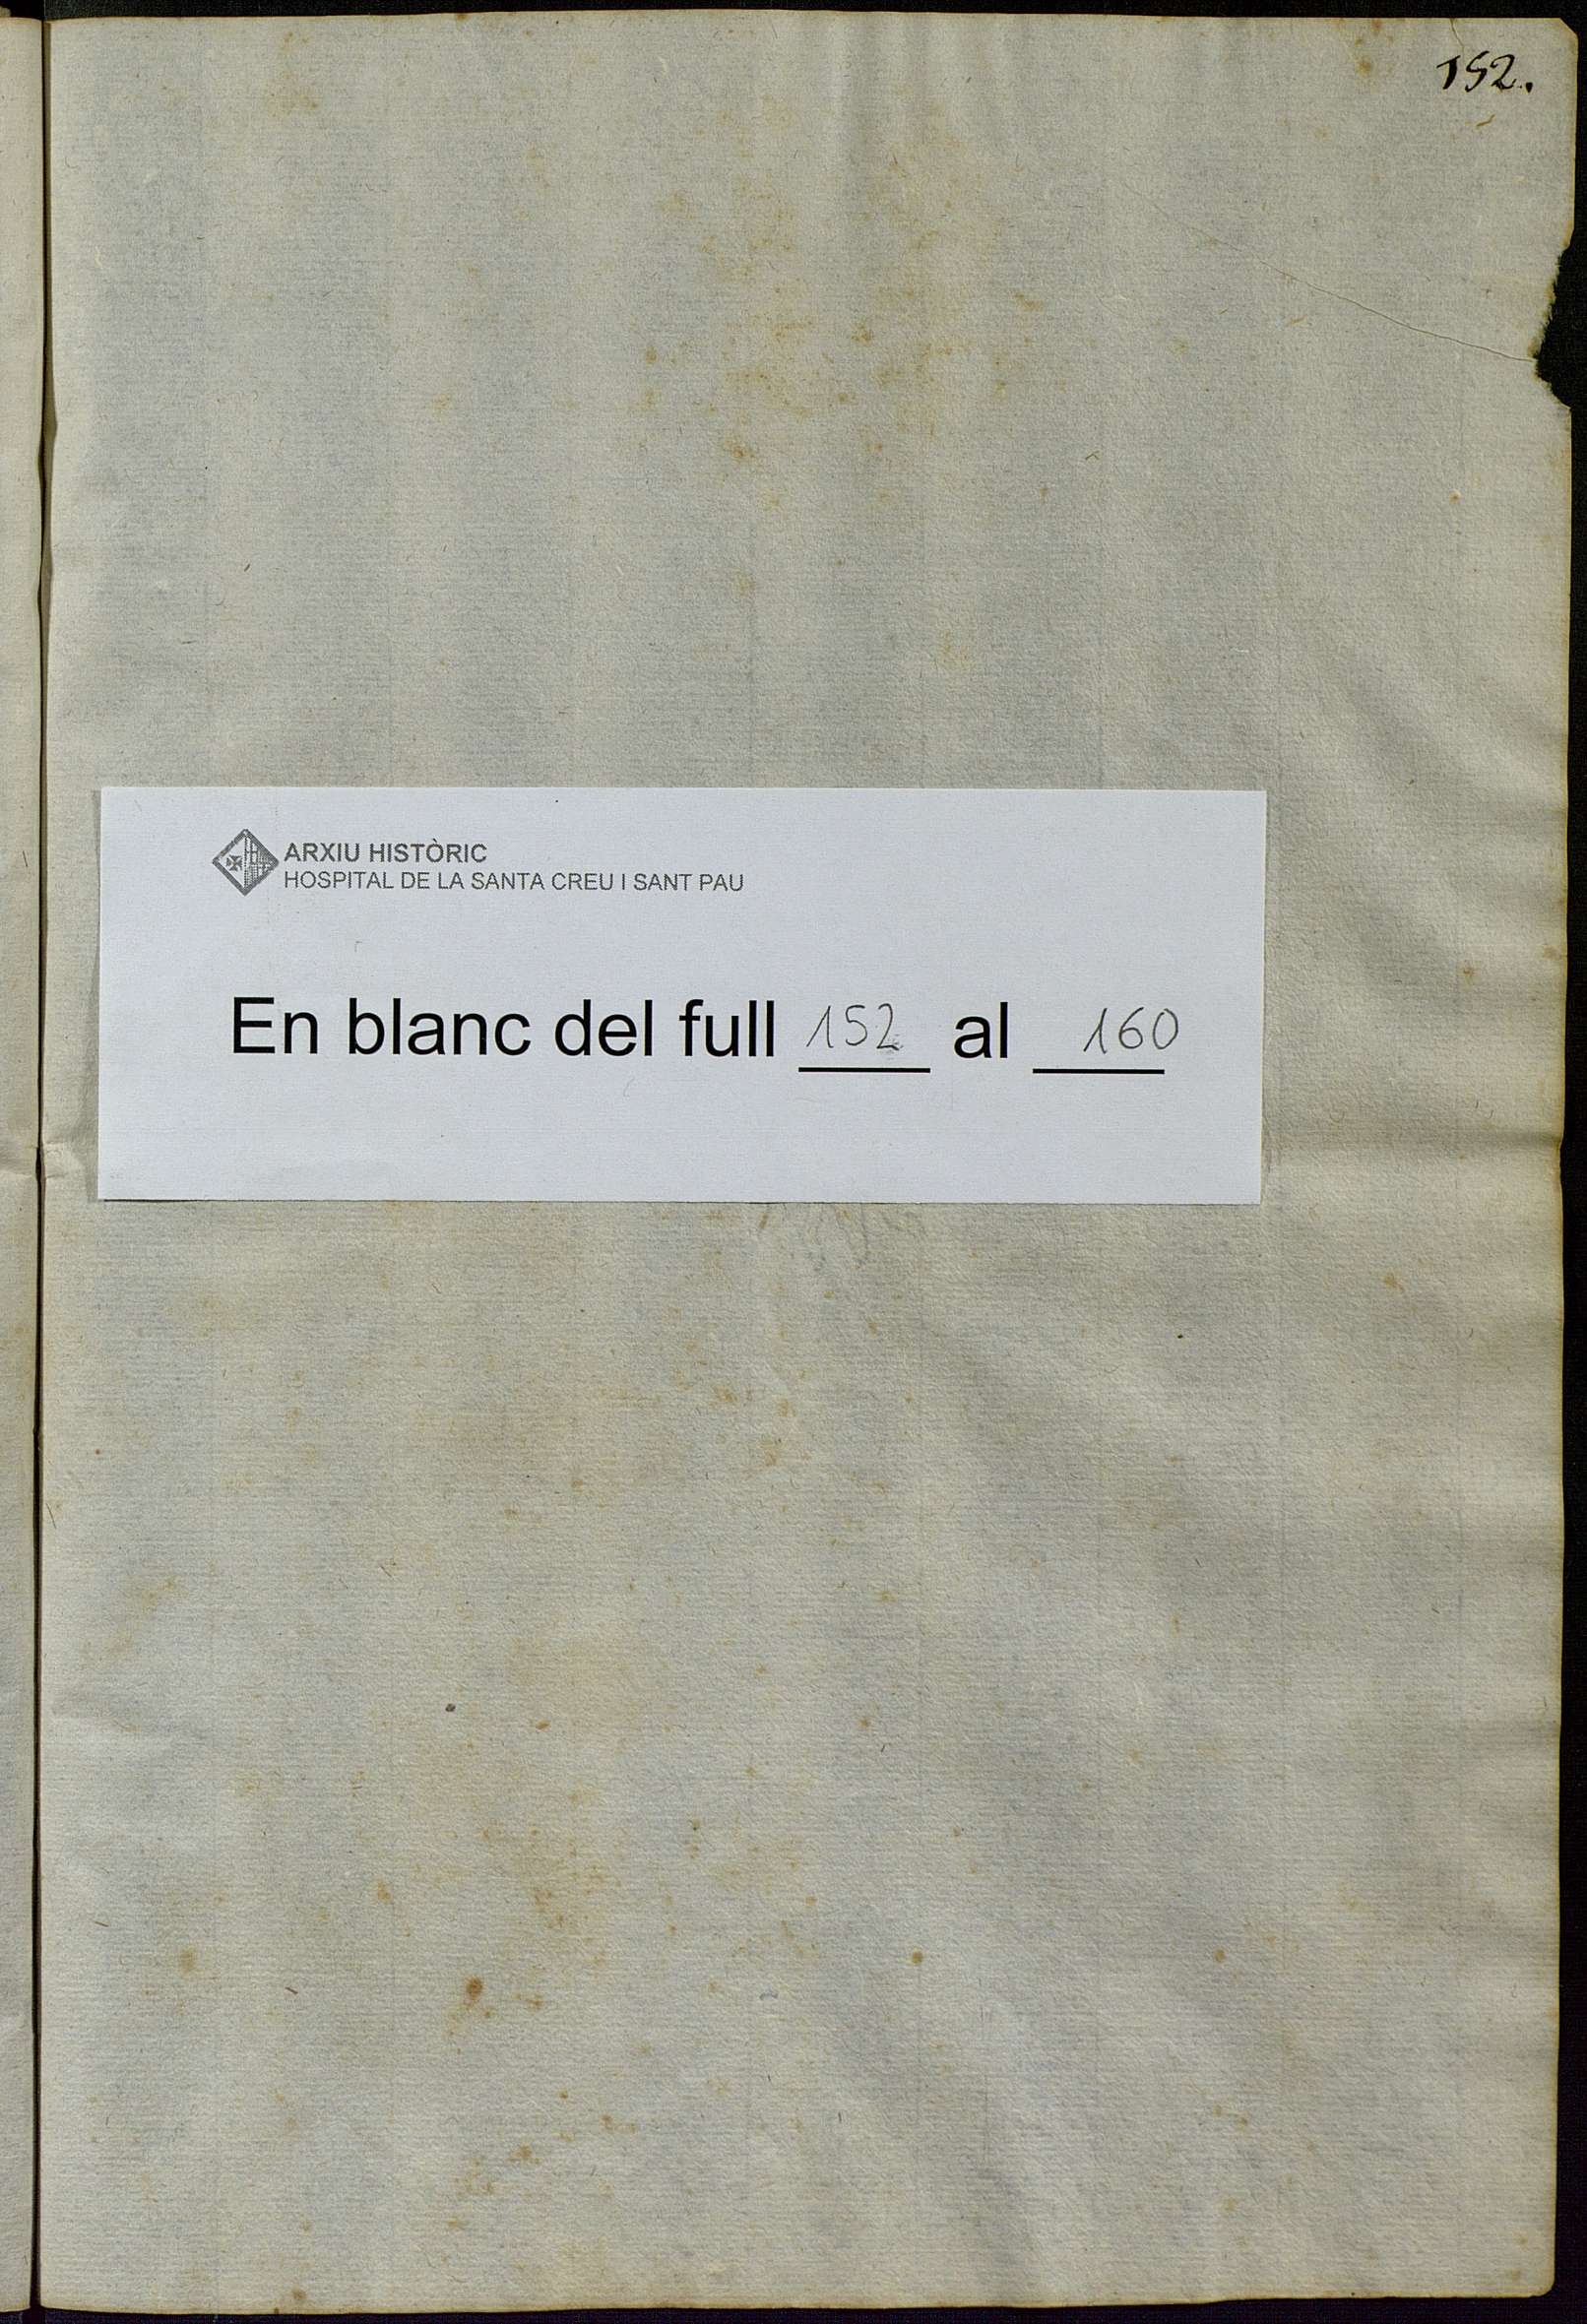 152.
ARXIU HISTÒRIC
HOSPITAL DE LA SANTA CREU I SANT PAU
En blanc del full 152 al 160